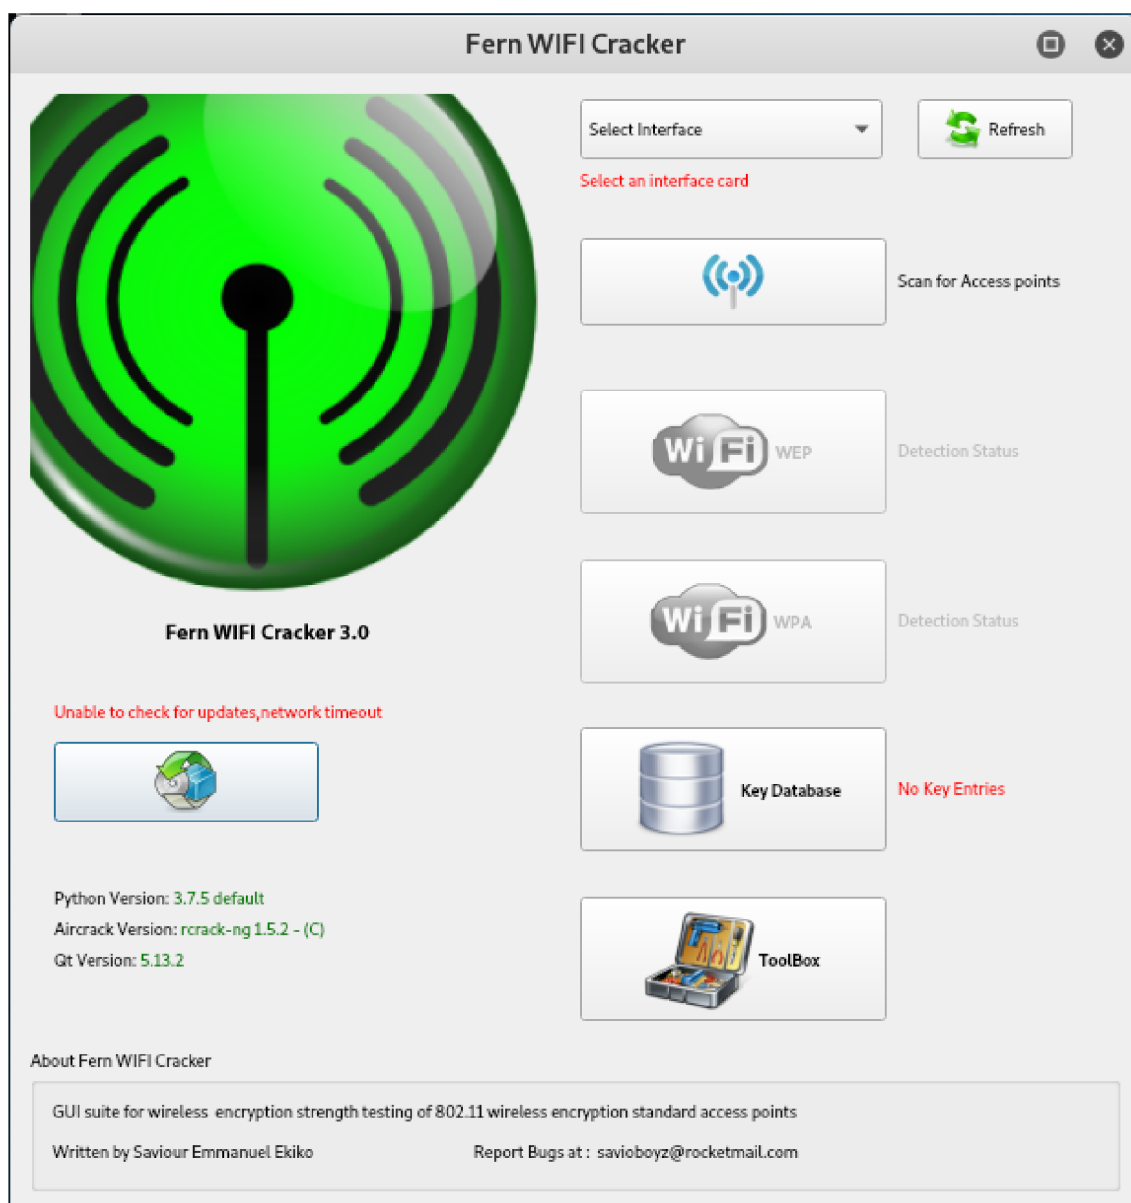 Fern WIFI Cracker
Select Interface
Refresh
Select an interface card
Scan for Access points
WiFi WEP
Detection Status
WiFi WPA
Detection Status
Fern WIFI Cracker 3.0
Unable to check for updates,network timeout
Key Database
No Key Entries
Python Version: 3.7.5 default
Aircrack Version: rcrack-ng 1.5.2 - (C)
Qt Version: 5.13.2
ToolBox
About Fern WIFI Cracker
GUI suite for wireless encryption strength testing of 802.11 wireless encryption standard access points
Written by Saviour Emmanuel Ekiko
Report Bugs at : savioboyz@rocketmail.com